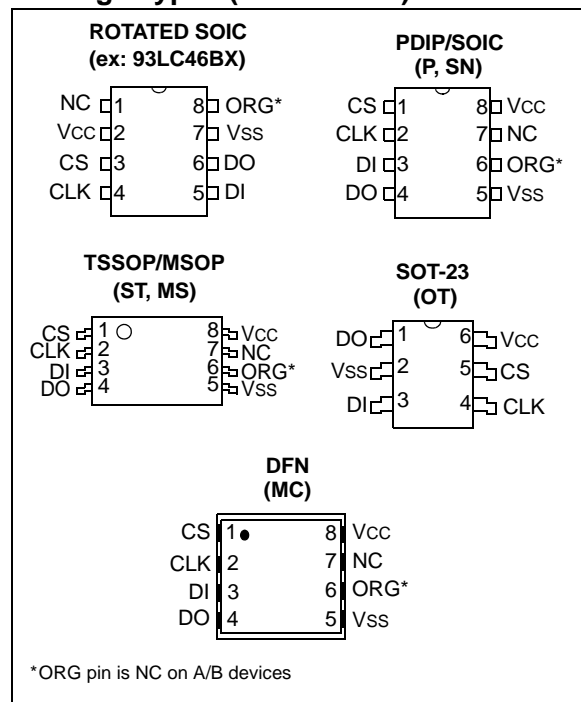 ROTATED SOIC
(ex: 93LC46BX)
NC 1 8 ORG*
VCC 2 7 VSS
CS 3 6 DO
CLK 4 5 DI
PDIP/SOIC
(P, SN)
CS 1 8 VCC
CLK 2 7 NC
DI 3 6 ORG*
DO 4 5 VSS
TSSOP/MSOP
(ST, MS)
CS 1 8 VCC
CLK 2 7 NC
DI 3 6 ORG*
DO 4 5 VSS
SOT-23
(OT)
DO 1 6 VCC
VSS 2 5 CS
DI 3 4 CLK
DFN
(MC)
CS 1 8 VCC
CLK 2 7 NC
DI 3 6 ORG*
DO 4 5 VSS
*ORG pin is NC on A/B devices